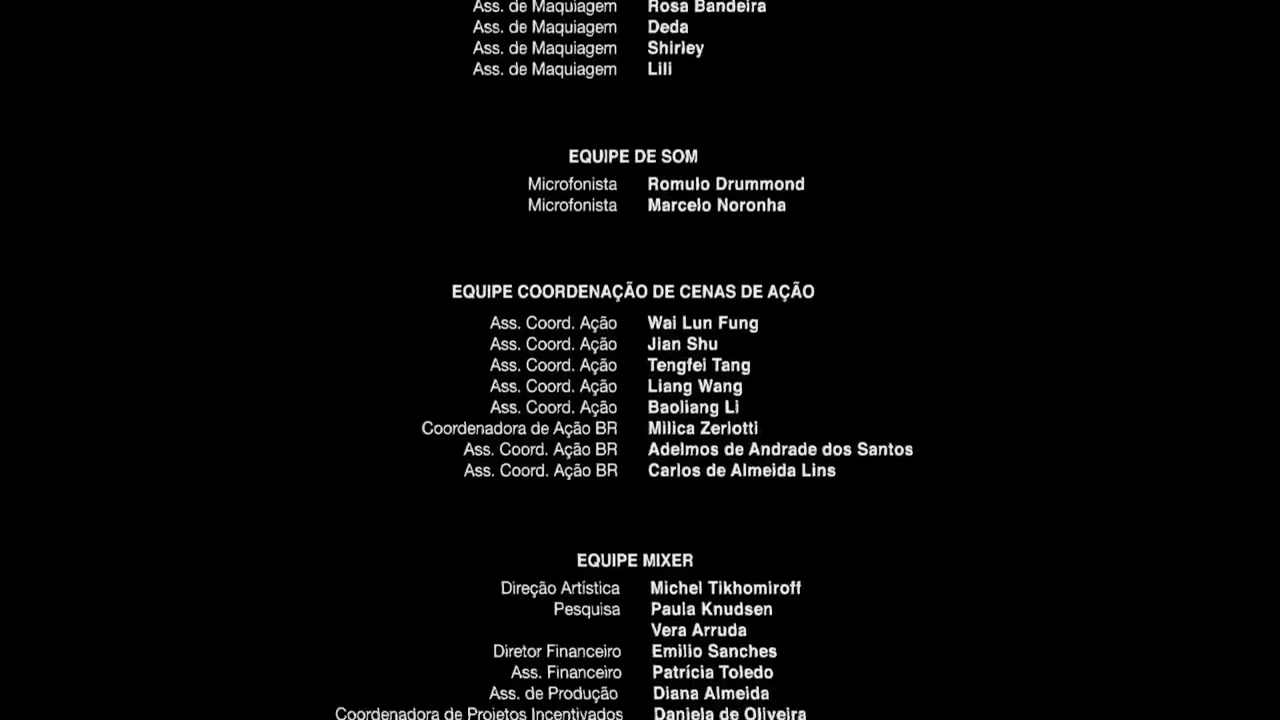 Ass. de Maquiagem Rosa Bandeira
Ass. de Maquiagem Deda
Ass. de Maquiagem Shirley
Ass. de Maquiagem Lili
EQUIPE DE SOM
Microfonista Romulo Drummond
Microfonista Marcelo Noronha
EQUIPE COORDENAÇÃO DE CENAS DE AÇÃO
Ass. Coord. Ação Wai Lun Fung
Ass. Coord. Ação Jian Shu
Ass. Coord. Ação Tengfei Tang
Ass. Coord. Ação Liang Wang
Ass. Coord. Ação Baoliang Li
Coordenadora de Ação BR Milica Zerlotti
Ass. Coord. Ação BR Adelmos de Andrade dos Santos
Ass. Coord. Ação BR Carlos de Almeida Lins
EQUIPE MIXER
Direção Artística Michel Tikhomiroff
Pesquisa Paula Knudsen
Vera Arruda
Diretor Financeiro Emilio Sanches
Ass. Financeiro Patrícia Toledo
Ass. de Produção Diana Almeida
Coordenadora de Projetos Incentivados Daniela de Oliveira